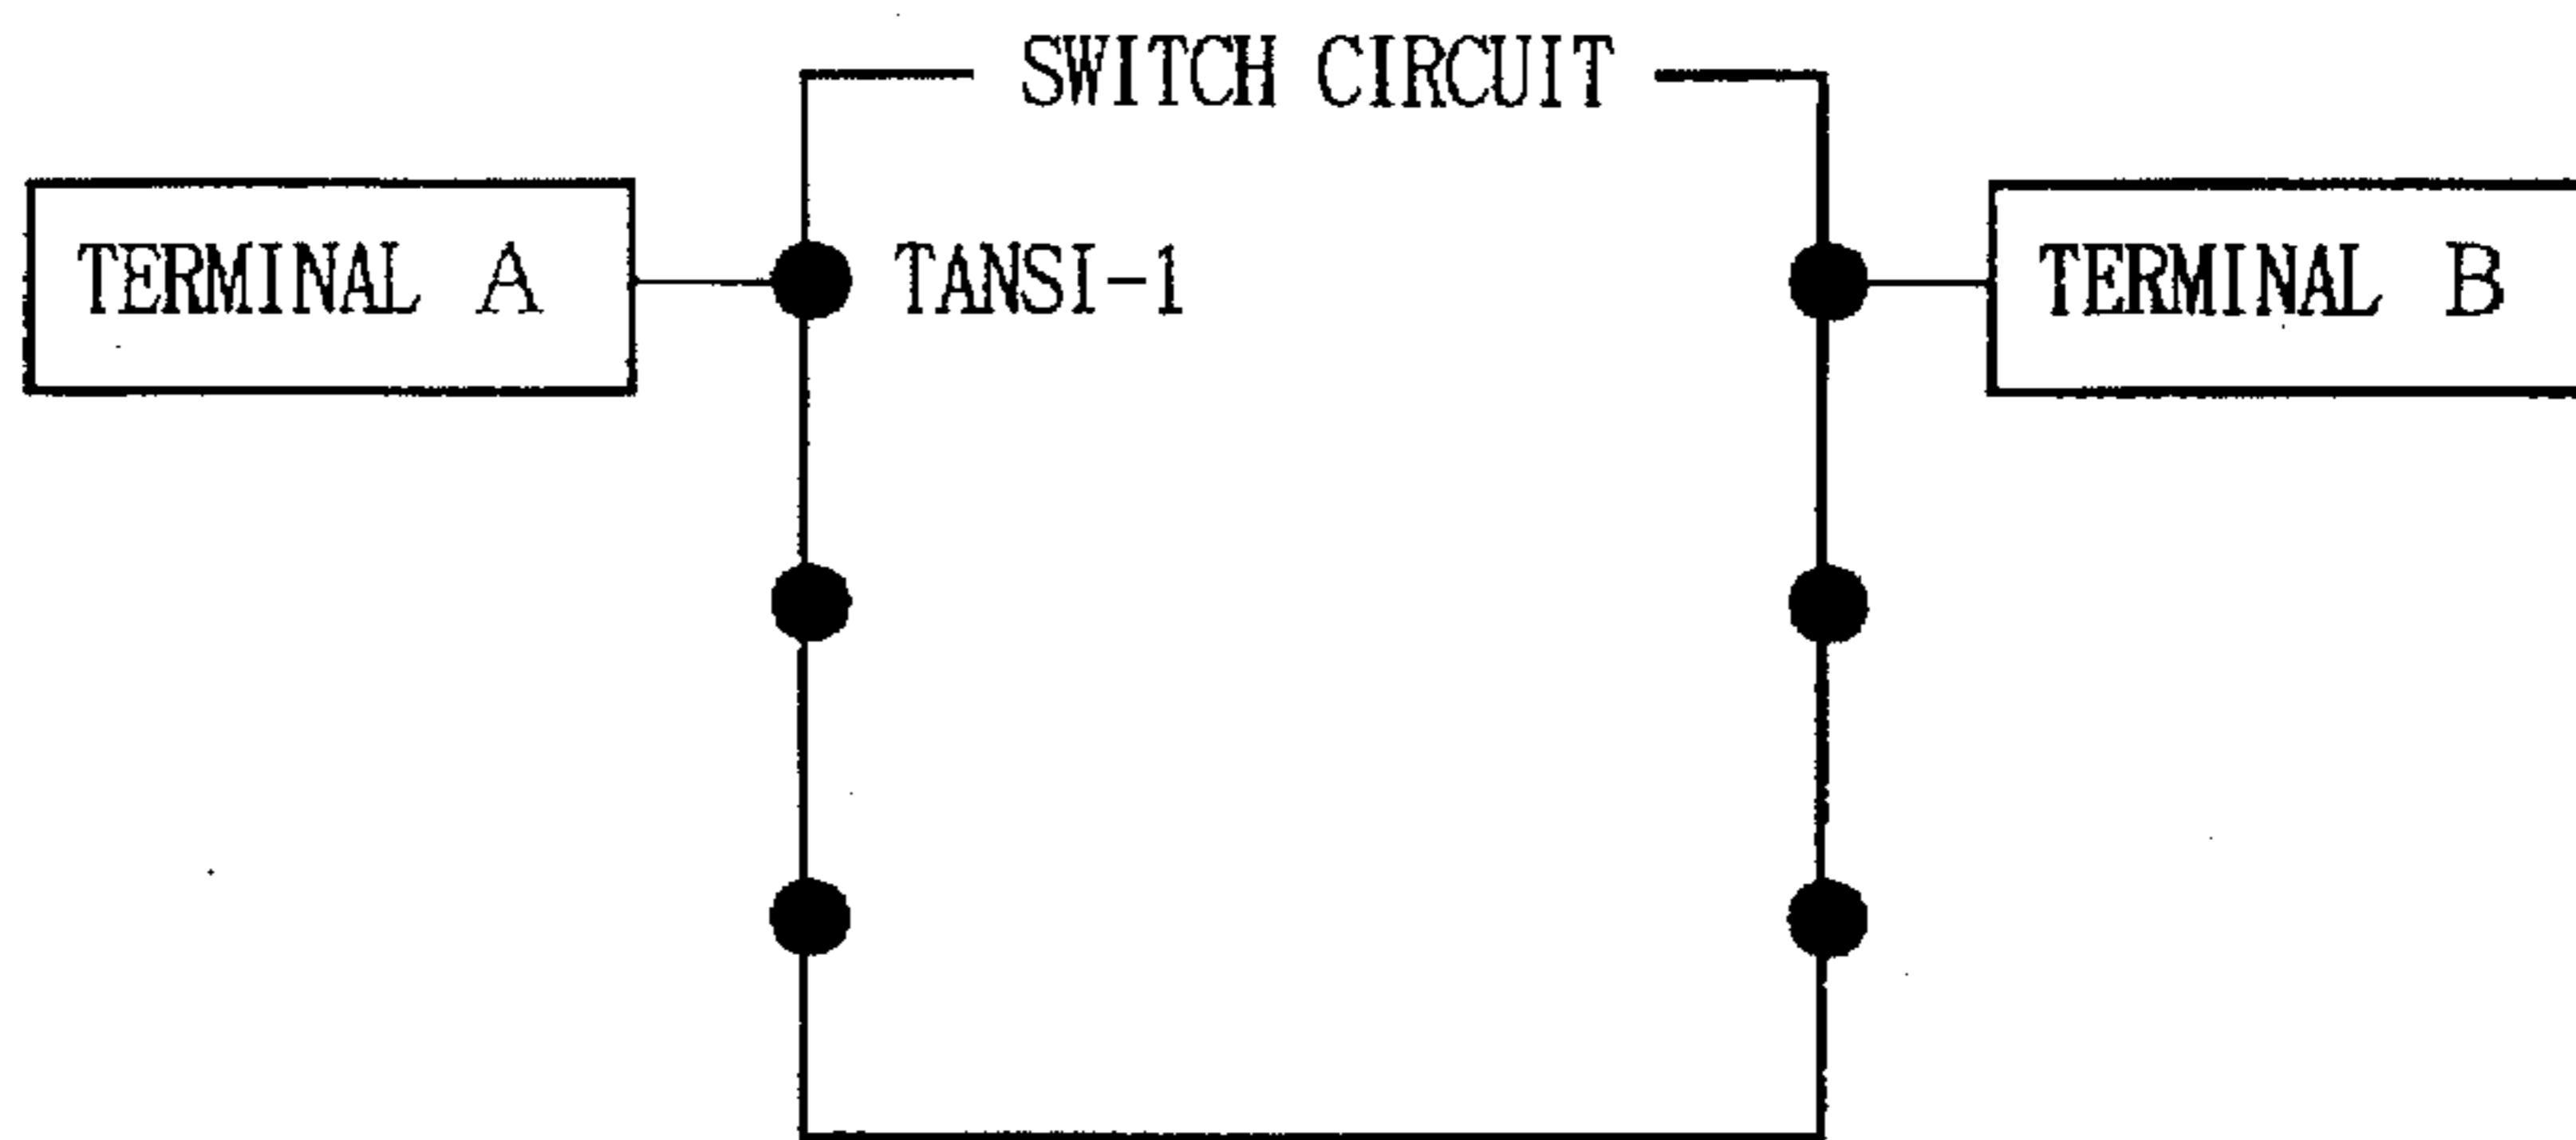 SWITCH CIRCUIT
TERMINAL A
TANSI-1
TERMINAL B